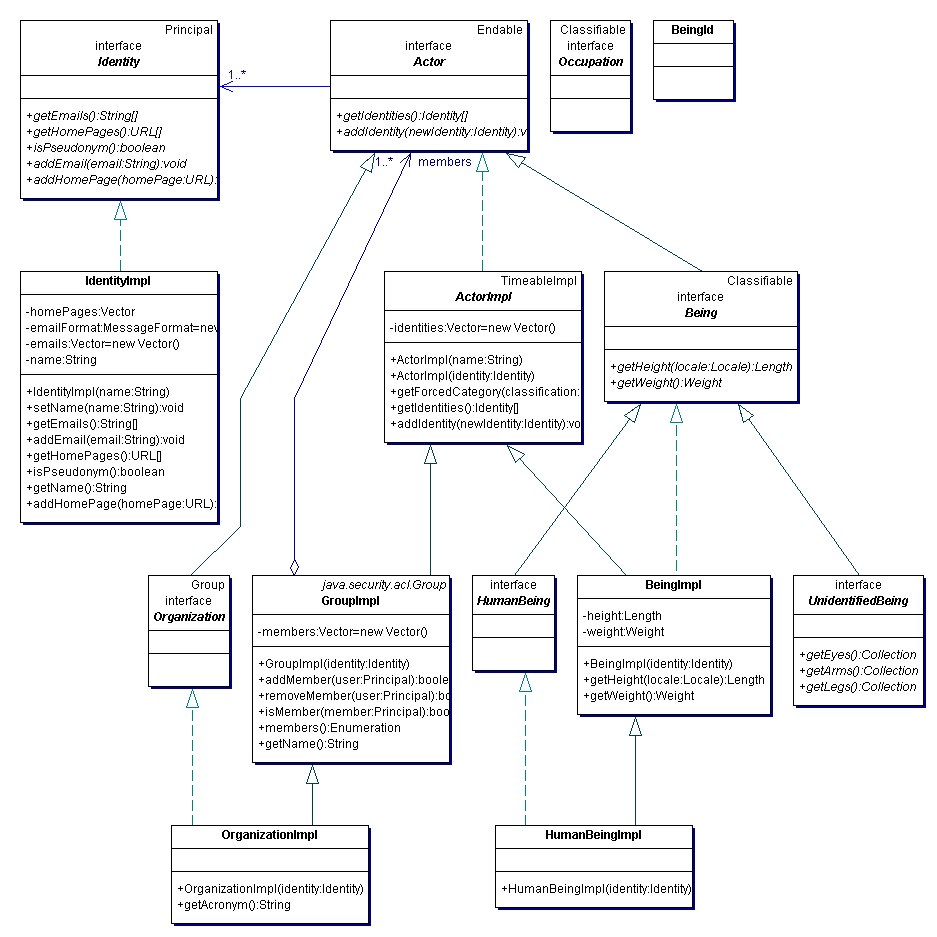 Principal
interface
Identity
+getEmails():String[]
+getHomePages():URL[]
+isPseudonym():boolean
+addEmail(email:String):void
+addHomePage(homePage:URL):
1..*
Endable
interface
Actor
+getIdentities():Identity[]
+addIdentity(newIdentity:Identity):v
Classifiable
interface
Occupation
BeingId
1..*
members
IdentityImpl
-homePages:Vector
-emailFormat:MessageFormat=new
-emails:Vector=new Vector()
-name:String
+IdentityImpl(name:String)
+setName(name:String):void
+getEmails():String[]
+addEmail(email:String):void
+getHomePages():URL[]
+isPseudonym():boolean
+getName():String
+addHomePage(homePage:URL):
TimeableImpl
ActorImpl
-identities:Vector=new Vector()
+ActorImpl(name:String)
+ActorImpl(identity:Identity)
+getForcedCategory(classification:
+getIdentities():Identity[]
+addIdentity(newIdentity:Identity):vo
Classifiable
interface
Being
+getHeight(locale:Locale):Length
+getWeight():Weight
Group
interface
Organization
java.security.acl.Group
GroupImpl
-members:Vector=new Vector()
+GroupImpl(identity:Identity)
+addMember(user:Principal):boole
+removeMember(user:Principal):bo
+isMember(member:Principal):boo
+members():Enumeration
+getName():String
interface
HumanBeing
BeingImpl
-height:Length
-weight:Weight
+BeingImpl(identity:Identity)
+getHeight(locale:Locale):Length
+getWeight():Weight
interface
UnidentifiedBeing
+getEyes():Collection
+getArms():Collection
+getLegs():Collection
OrganizationImpl
+OrganizationImpl(identity:Identity)
+getAcronym():String
HumanBeingImpl
+HumanBeingImpl(identity:Identity)